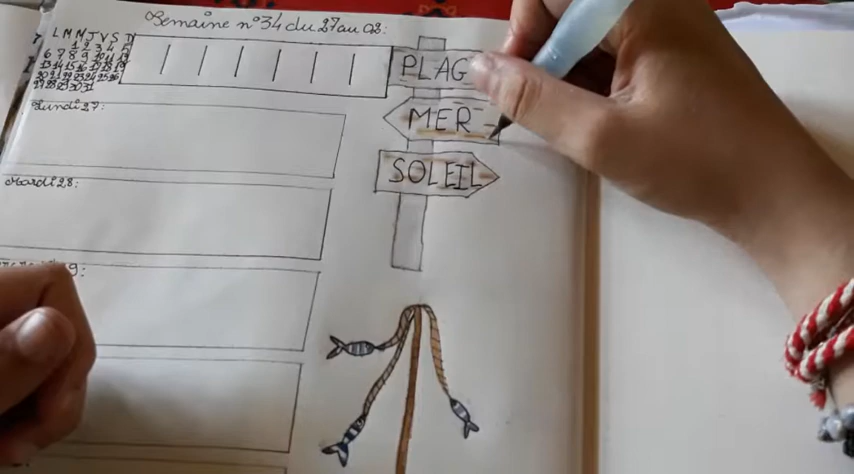 Semaine n°34 du 27 au 02:
L M M J V S D
1 2 3 4 5
6 7 8 9 10 11 12
13 14 15 16 17 18 19
20 21 22 23 24 25 26
27 28 29 30 31
PLAG
MER
SOLEIL
Lundi 27:
Mardi 28:
9: